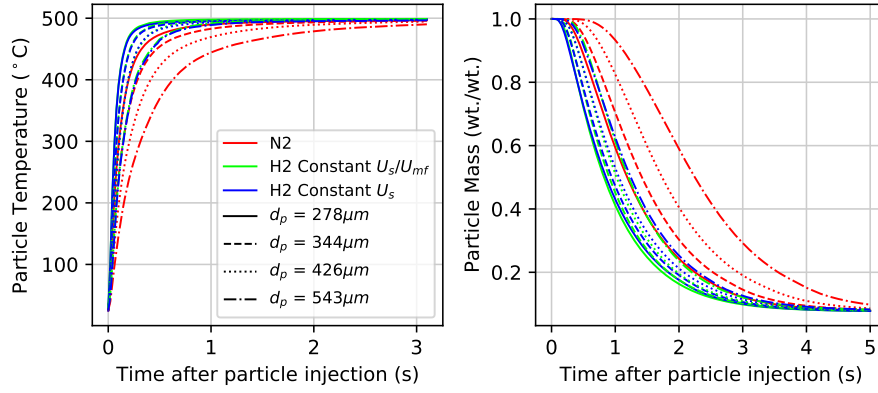 500
400
300
200
100
Particle Temperature (°C)
N2
H2 Constant U_s/U_mf
H2 Constant U_s
d_p = 278μm
d_p = 344μm
d_p = 426μm
d_p = 543μm
0 1 2 3
Time after particle injection (s)
1.0
0.8
0.6
0.4
0.2
Particle Mass (wt./wt.)
0 1 2 3 4 5
Time after particle injection (s)